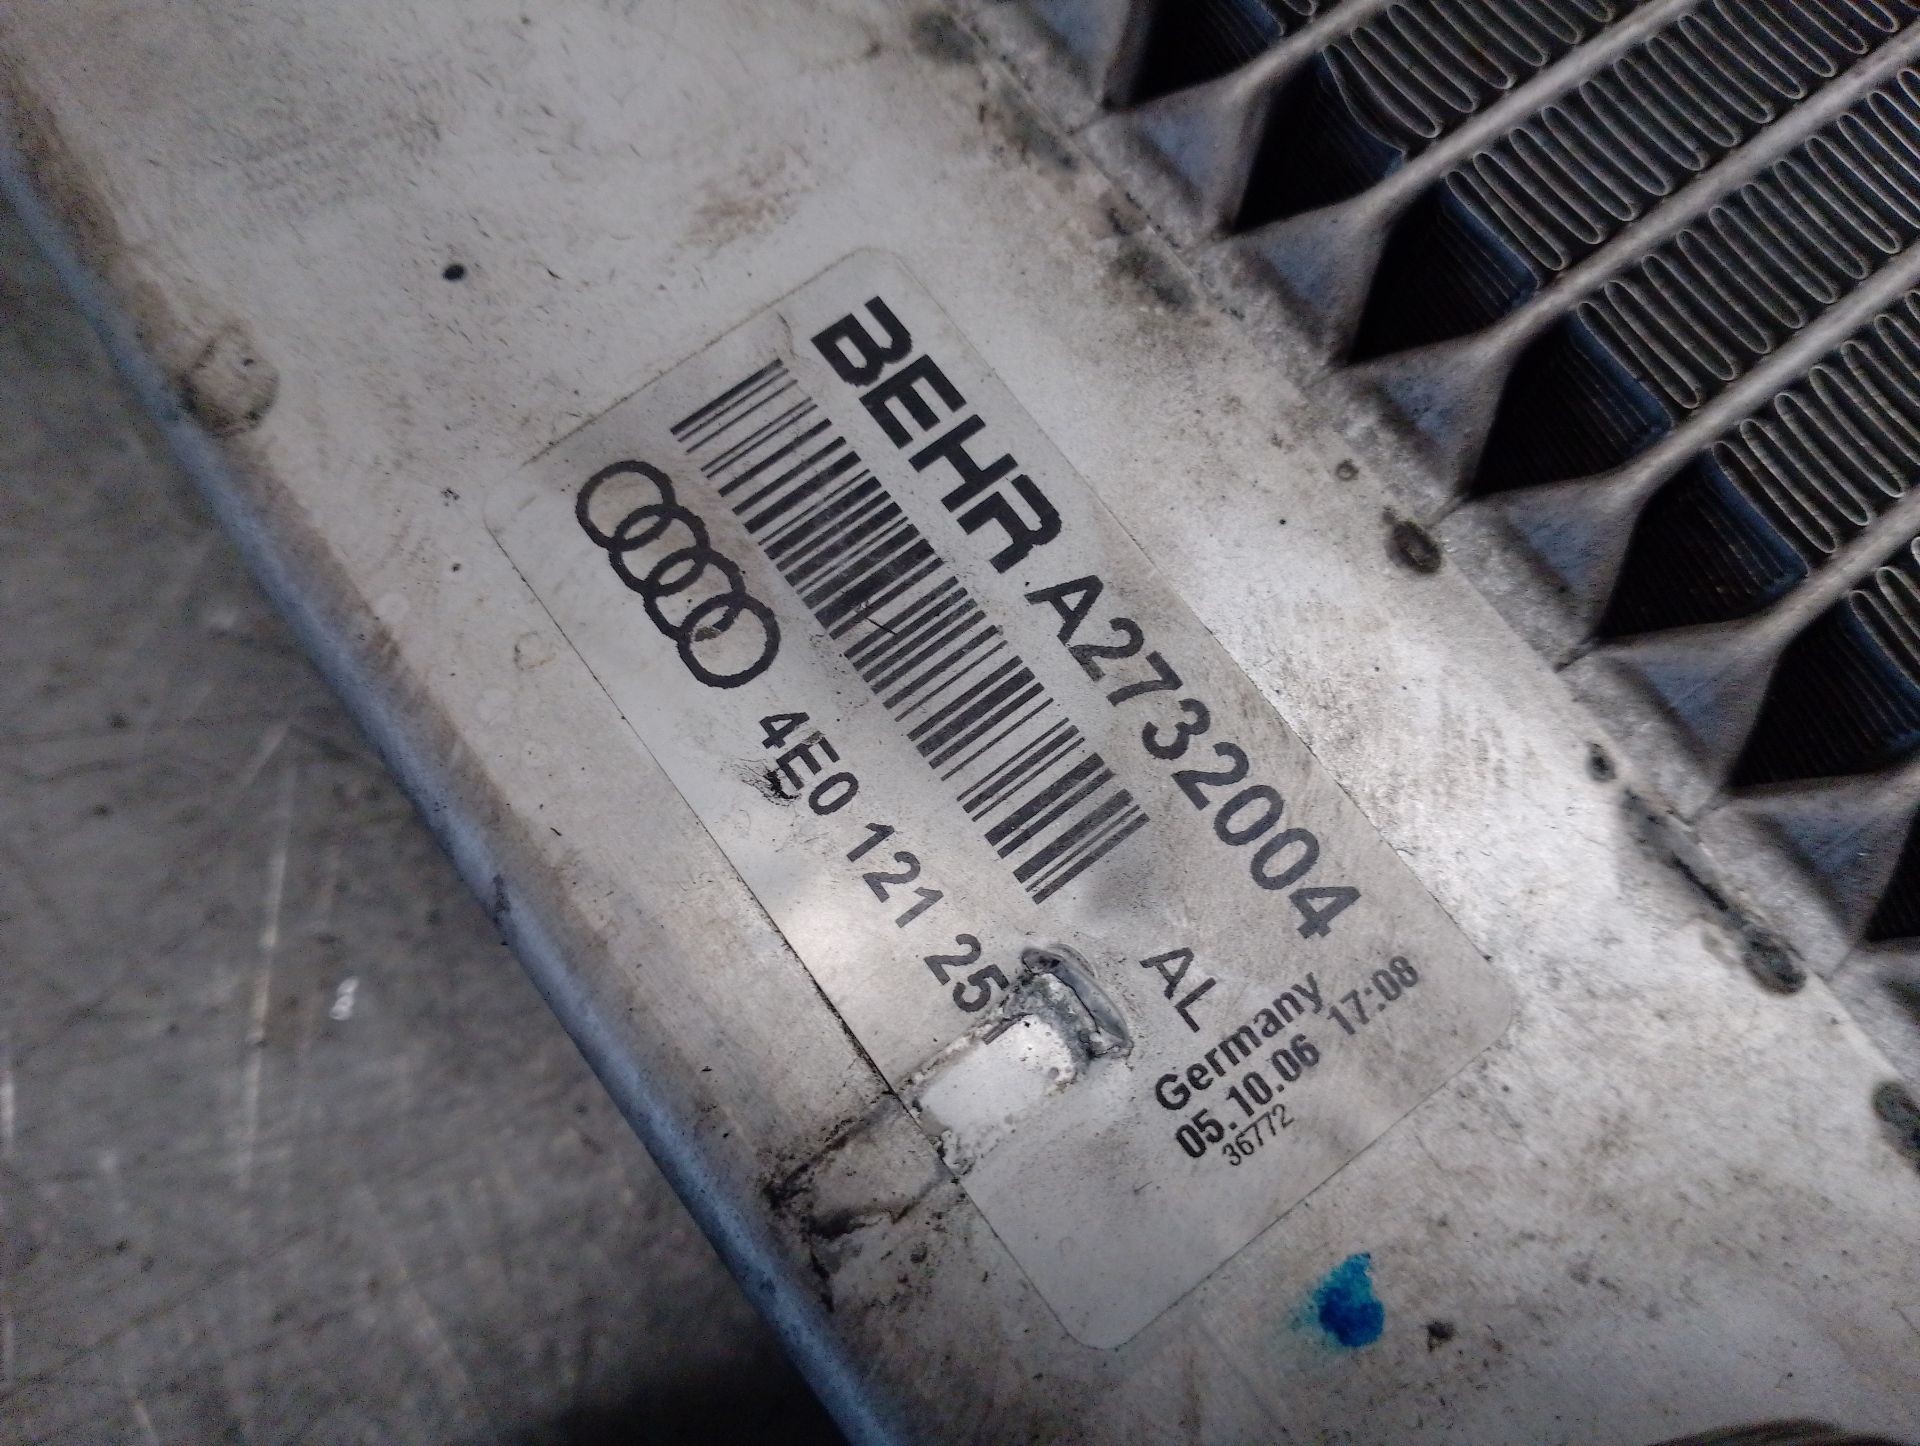 BEHR A2732004
4E0 121 25
AL
Germany
05.10.06 17:08
36772